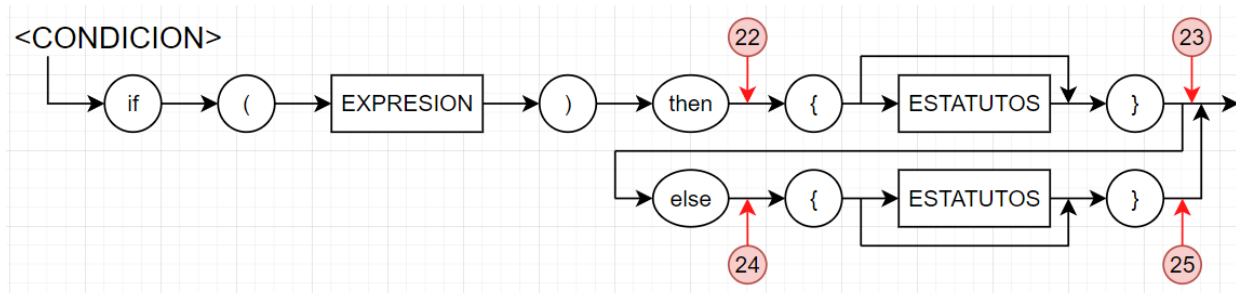 <CONDICION>
22
23
if ( EXPRESION ) then { ESTATUTOS }
else { ESTATUTOS }
24
25